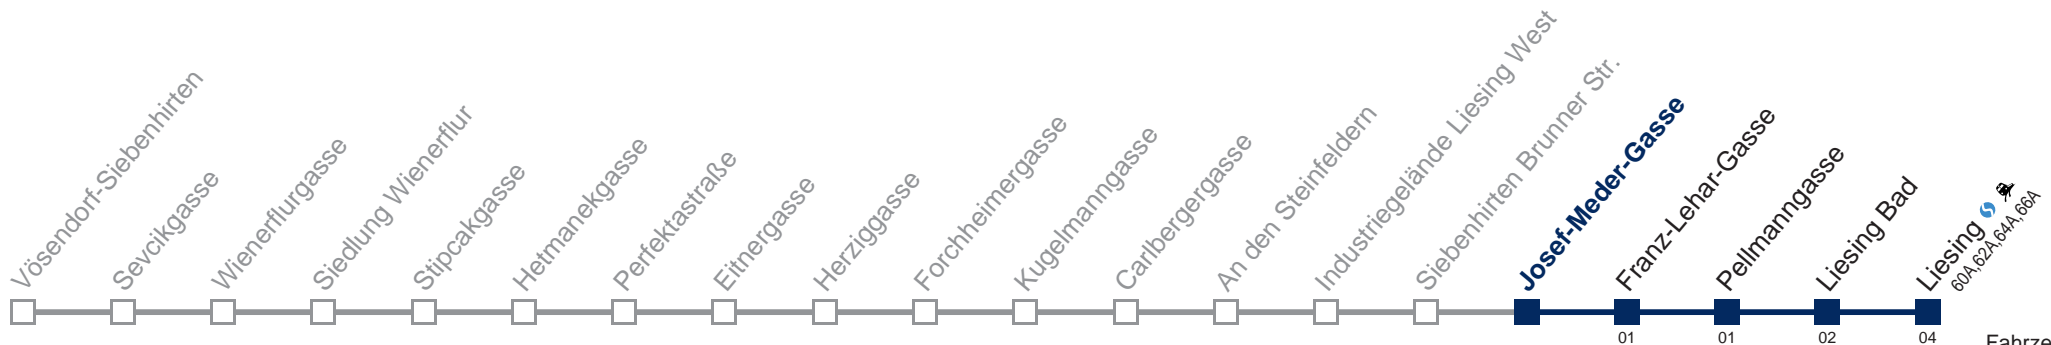 Vösendorf-Siebenhirten
Sevcikgasse
Wienerflurgasse
Siedlung Wienerflur
Stipcakgasse
Hetmanekgasse
Perfektastraße
Eitnergasse
Herziggasse
Forchheimergasse
Kugelmanngasse
Carlbergergasse
An den Steinfeldern
Industriegelände Liesing West
Siebenhirten Brunner Str.
Josef-Meder-Gasse
Franz-Lehar-Gasse
Pellmanngasse
Liesing Bad
Liesing
60A,62A,64A,66A
01
01
02
04
Fahrze